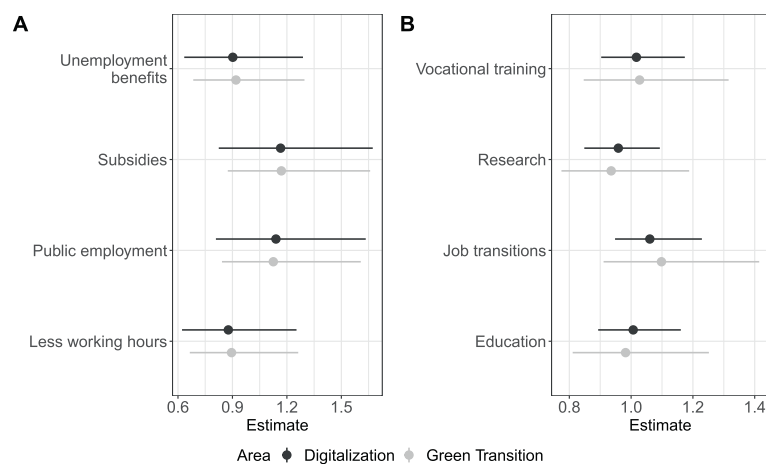 A
B
Unemployment
benefits
Subsidies
Public employment
Less working hours
0.6 0.9 1.2 1.5
Estimate
Vocational training
Research
Job transitions
Education
0.8 1.0 1.2 1.4
Estimate
Area Digitalization Green Transition